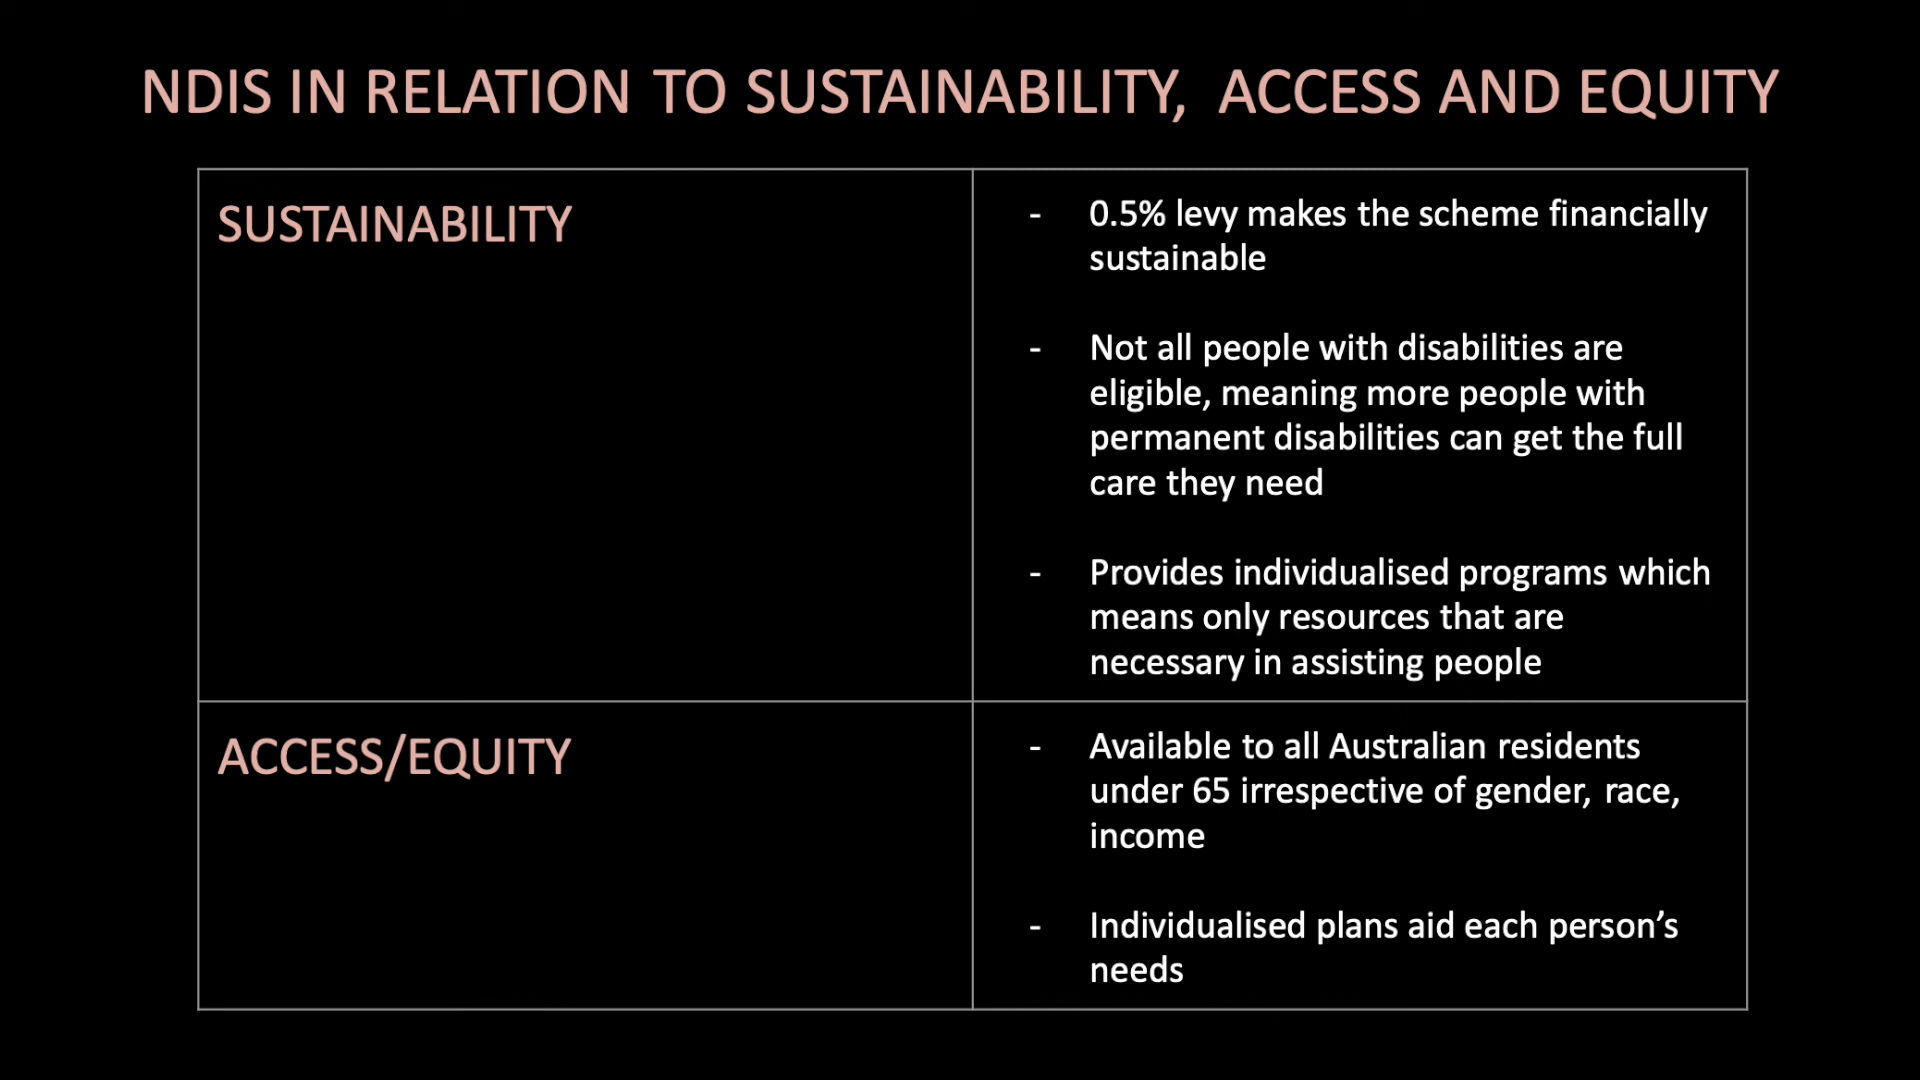 NDIS IN RELATION TO SUSTAINABILITY, ACCESS AND EQUITY
SUSTAINABILITY
- 0.5% levy makes the scheme financially
sustainable
- Not all people with disabilities are
eligible, meaning more people with
permanent disabilities can get the full
care they need
- Provides individualised programs which
means only resources that are
necessary in assisting people
ACCESS/EQUITY
- Available to all Australian residents
under 65 irrespective of gender, race,
income
- Individualised plans aid each person’s
needs